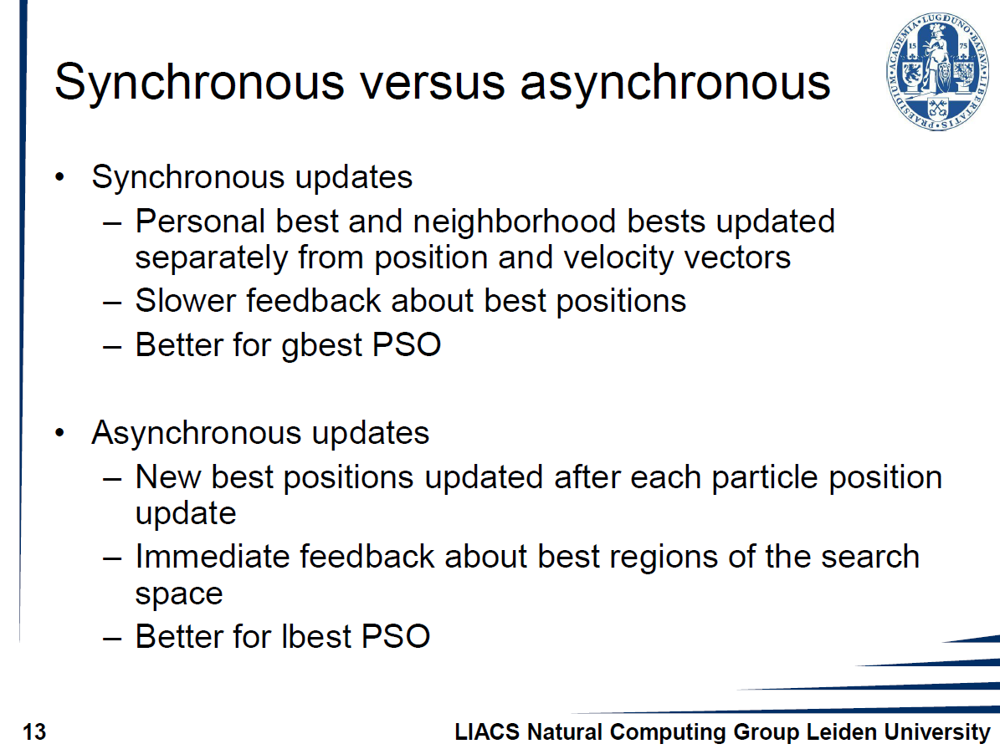 Synchronous versus asynchronous
ACADEMIA • LUGDUNO • BATAVA • LIBERTATIS • PRAESIDIUM •
15 75
• Synchronous updates
– Personal best and neighborhood bests updated
separately from position and velocity vectors
– Slower feedback about best positions
– Better for gbest PSO
• Asynchronous updates
– New best positions updated after each particle position
update
– Immediate feedback about best regions of the search
space
– Better for lbest PSO
13
LIACS Natural Computing Group Leiden University